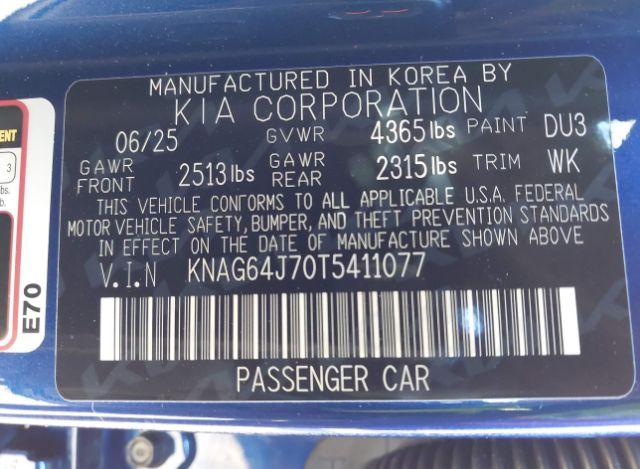 MANUFACTURED IN KOREA BY
KIA CORPORATION
06/25 GVWR 4365 lbs PAINT DU3
GAWR FRONT 2513 lbs GAWR REAR 2315 lbs TRIM WK
THIS VEHICLE CONFORMS TO ALL APPLICABLE U.S.A. FEDERAL
MOTOR VEHICLE SAFETY, BUMPER, AND THEFT PREVENTION STANDARDS
IN EFFECT ON THE DATE OF MANUFACTURE SHOWN ABOVE
V.I.N KNAG64J70T5411077
PASSENGER CAR
3
E70